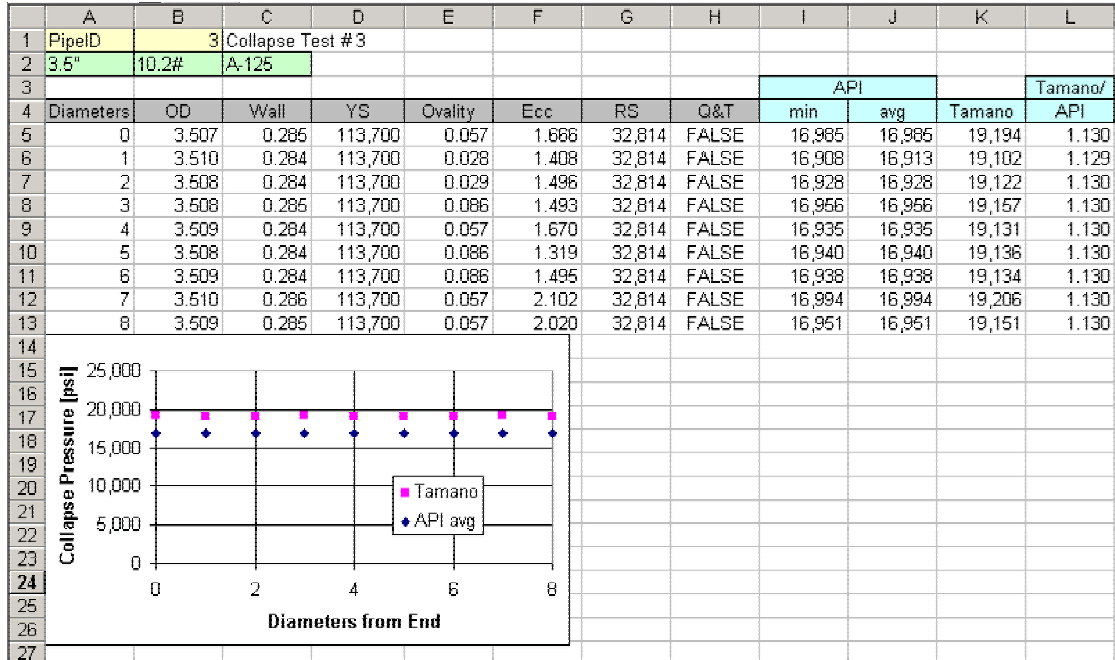 A B C D E F G H I J K L
1 PipeID 3 Collapse Test #3
2 3.5" 10.2# A-125
3 API Tamano/
4 Diameters OD Wall YS Ovality Ecc RS Q&T min avg Tamano API
5 0 3.507 0.285 113,700 0.057 1.666 32,814 FALSE 16,985 16,985 19,194 1.130
6 1 3.510 0.284 113,700 0.028 1.408 32,814 FALSE 16,908 16,913 19,102 1.129
7 2 3.508 0.284 113,700 0.029 1.496 32,814 FALSE 16,928 16,928 19,122 1.130
8 3 3.508 0.285 113,700 0.086 1.493 32,814 FALSE 16,956 16,956 19,157 1.130
9 4 3.509 0.284 113,700 0.057 1.670 32,814 FALSE 16,935 16,935 19,131 1.130
10 5 3.508 0.284 113,700 0.086 1.319 32,814 FALSE 16,940 16,940 19,136 1.130
11 6 3.509 0.284 113,700 0.086 1.495 32,814 FALSE 16,938 16,938 19,134 1.130
12 7 3.510 0.286 113,700 0.057 2.102 32,814 FALSE 16,994 16,994 19,206 1.130
13 8 3.509 0.285 113,700 0.057 2.020 32,814 FALSE 16,951 16,951 19,151 1.130
14
15
16
17
18
19
20
21
22
23
24
25
26
27
Collapse Pressure [psi]
25,000
20,000
15,000
10,000
5,000
0
Tamano
API avg
0 2 4 6 8
Diameters from End